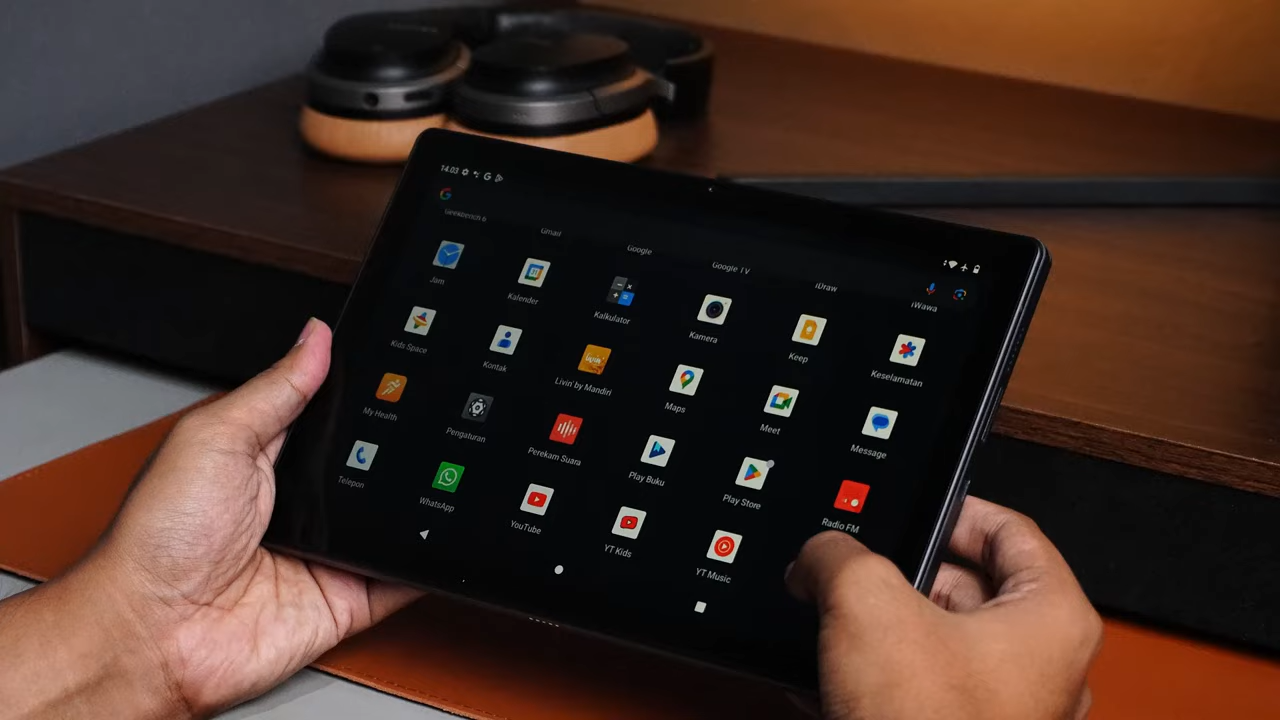 14.03
Geekbench 6
Gmail
Google
Google TV
iDraw
iWawa
Jam
Kalender
Kalkulator
Kamera
Keep
Keselamatan
Kids Space
Kontak
Livin' by Mandiri
Maps
Meet
Message
My Health
Pengaturan
Perekam Suara
Play Buku
Play Store
Radio FM
Telepon
WhatsApp
YouTube
YT Kids
YT Music